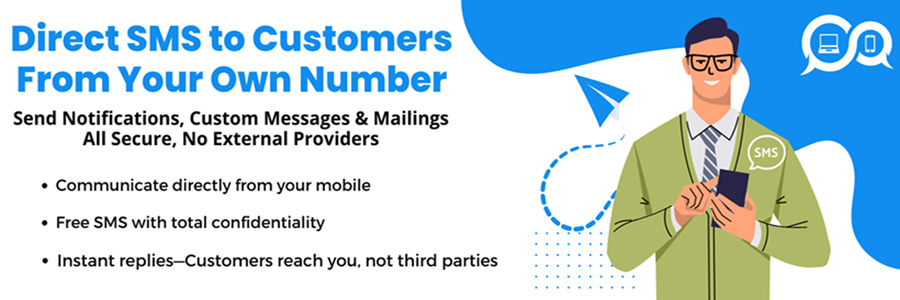 Direct SMS to Customers
From Your Own Number
Send Notifications, Custom Messages & Mailings
All Secure, No External Providers
• Communicate directly from your mobile
• Free SMS with total confidentiality
• Instant replies—Customers reach you, not third parties
SMS